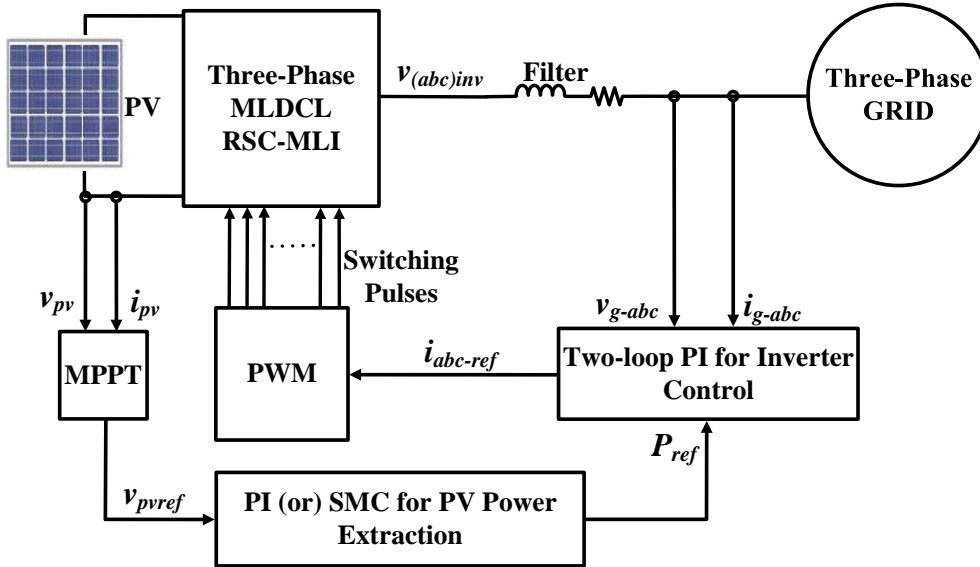 PV
Three-Phase
MLDCL
RSC-MLI
v(abc)inv
Filter
Three-Phase
GRID
.....
Switching
Pulses
vpv
ipv
vg-abc
ig-abc
MPPT
PWM
iabc-ref
Two-loop PI for Inverter
Control
Pref
vpvref
PI (or) SMC for PV Power
Extraction